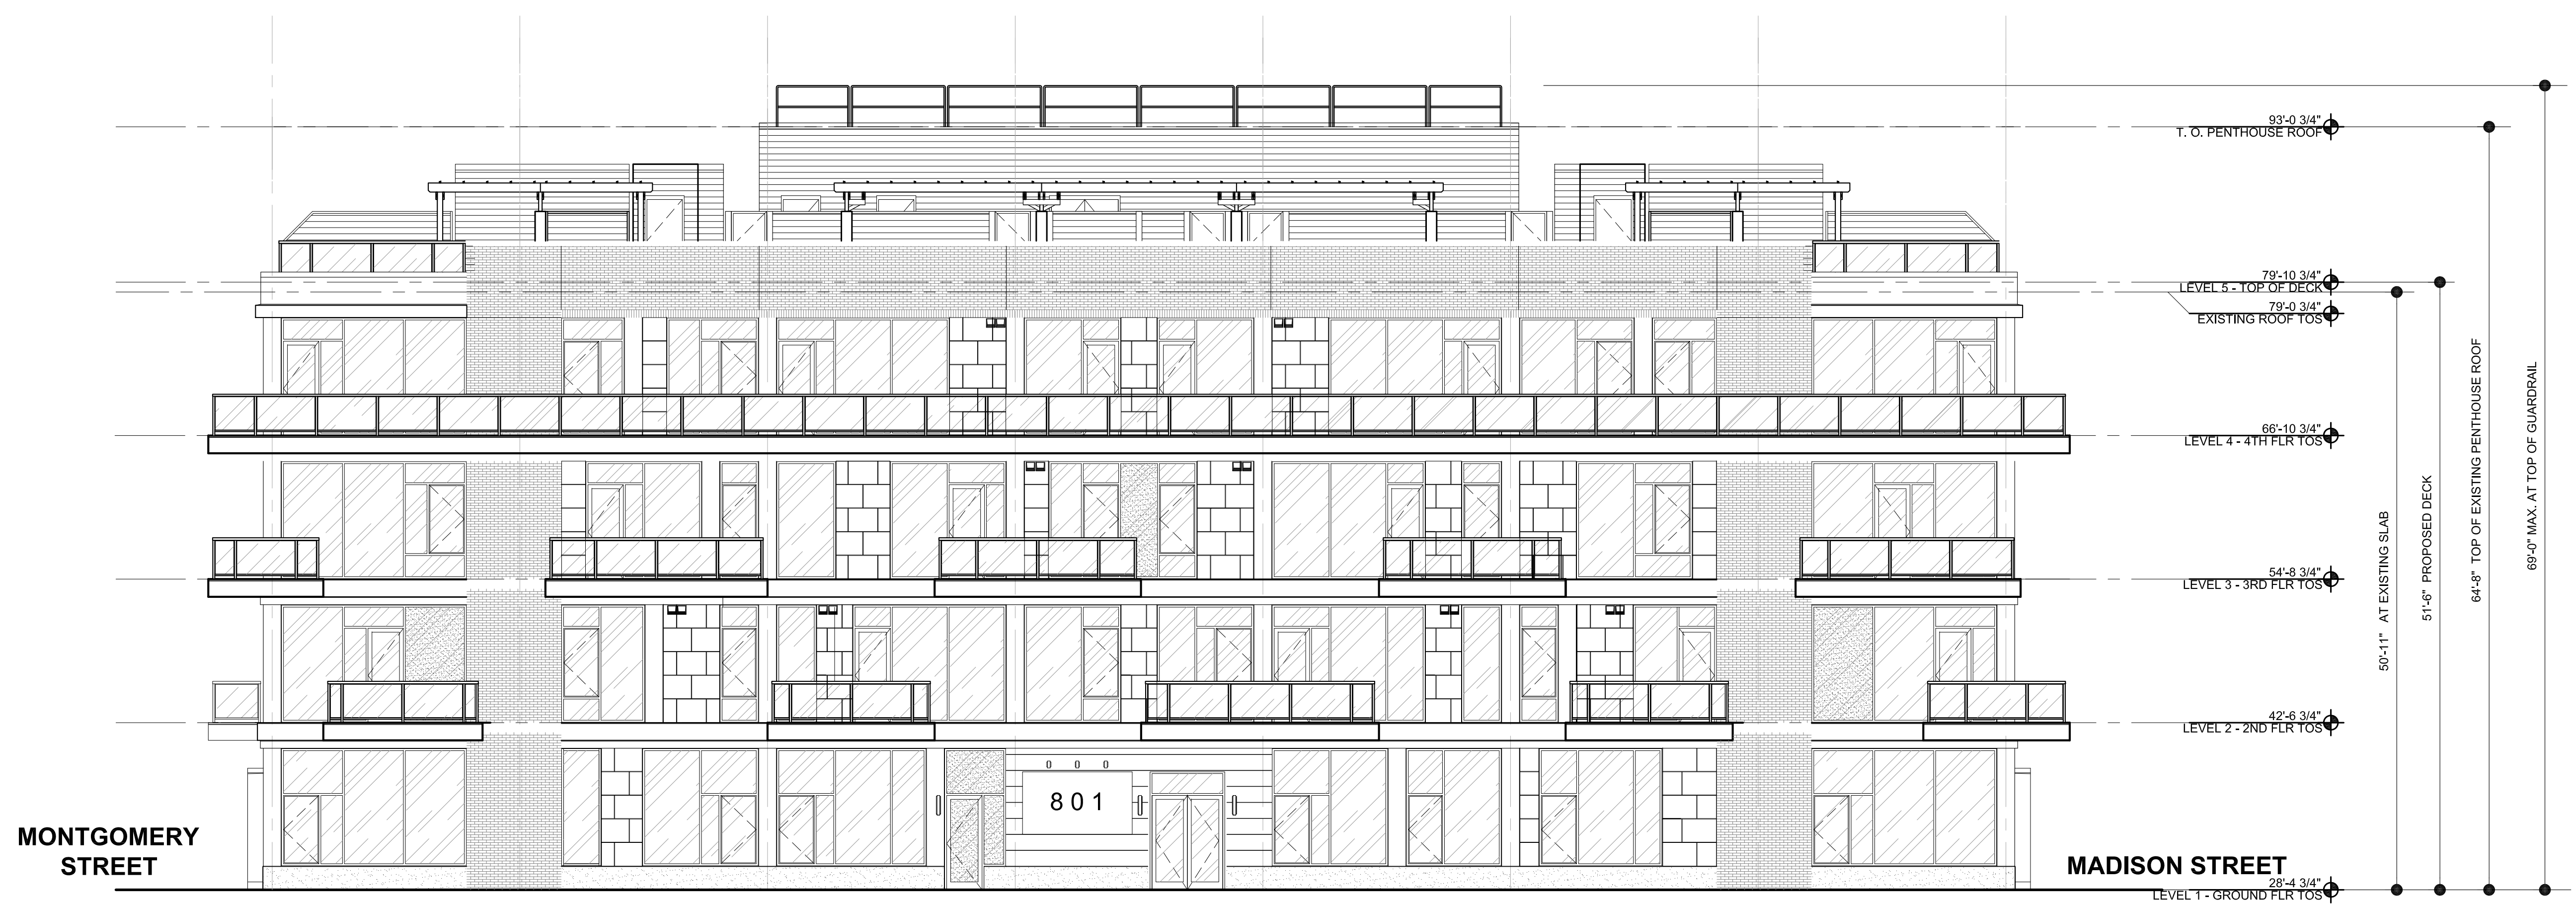 93'-0 3/4"
T. O. PENTHOUSE ROOF
79'-10 3/4"
LEVEL 5 - TOP OF DECK
79'-0 3/4"
EXISTING ROOF TOS
66'-10 3/4"
LEVEL 4 - 4TH FLR TOS
54'-8 3/4"
LEVEL 3 - 3RD FLR TOS
42'-6 3/4"
LEVEL 2 - 2ND FLR TOS
28'-4 3/4"
LEVEL 1 - GROUND FLR TOS
50'-11" AT EXISTING SLAB
51'-6" PROPOSED DECK
64'-8" TOP OF EXISTING PENTHOUSE ROOF
69'-0" MAX. AT TOP OF GUARDRAIL
801
MONTGOMERY
STREET
MADISON STREET